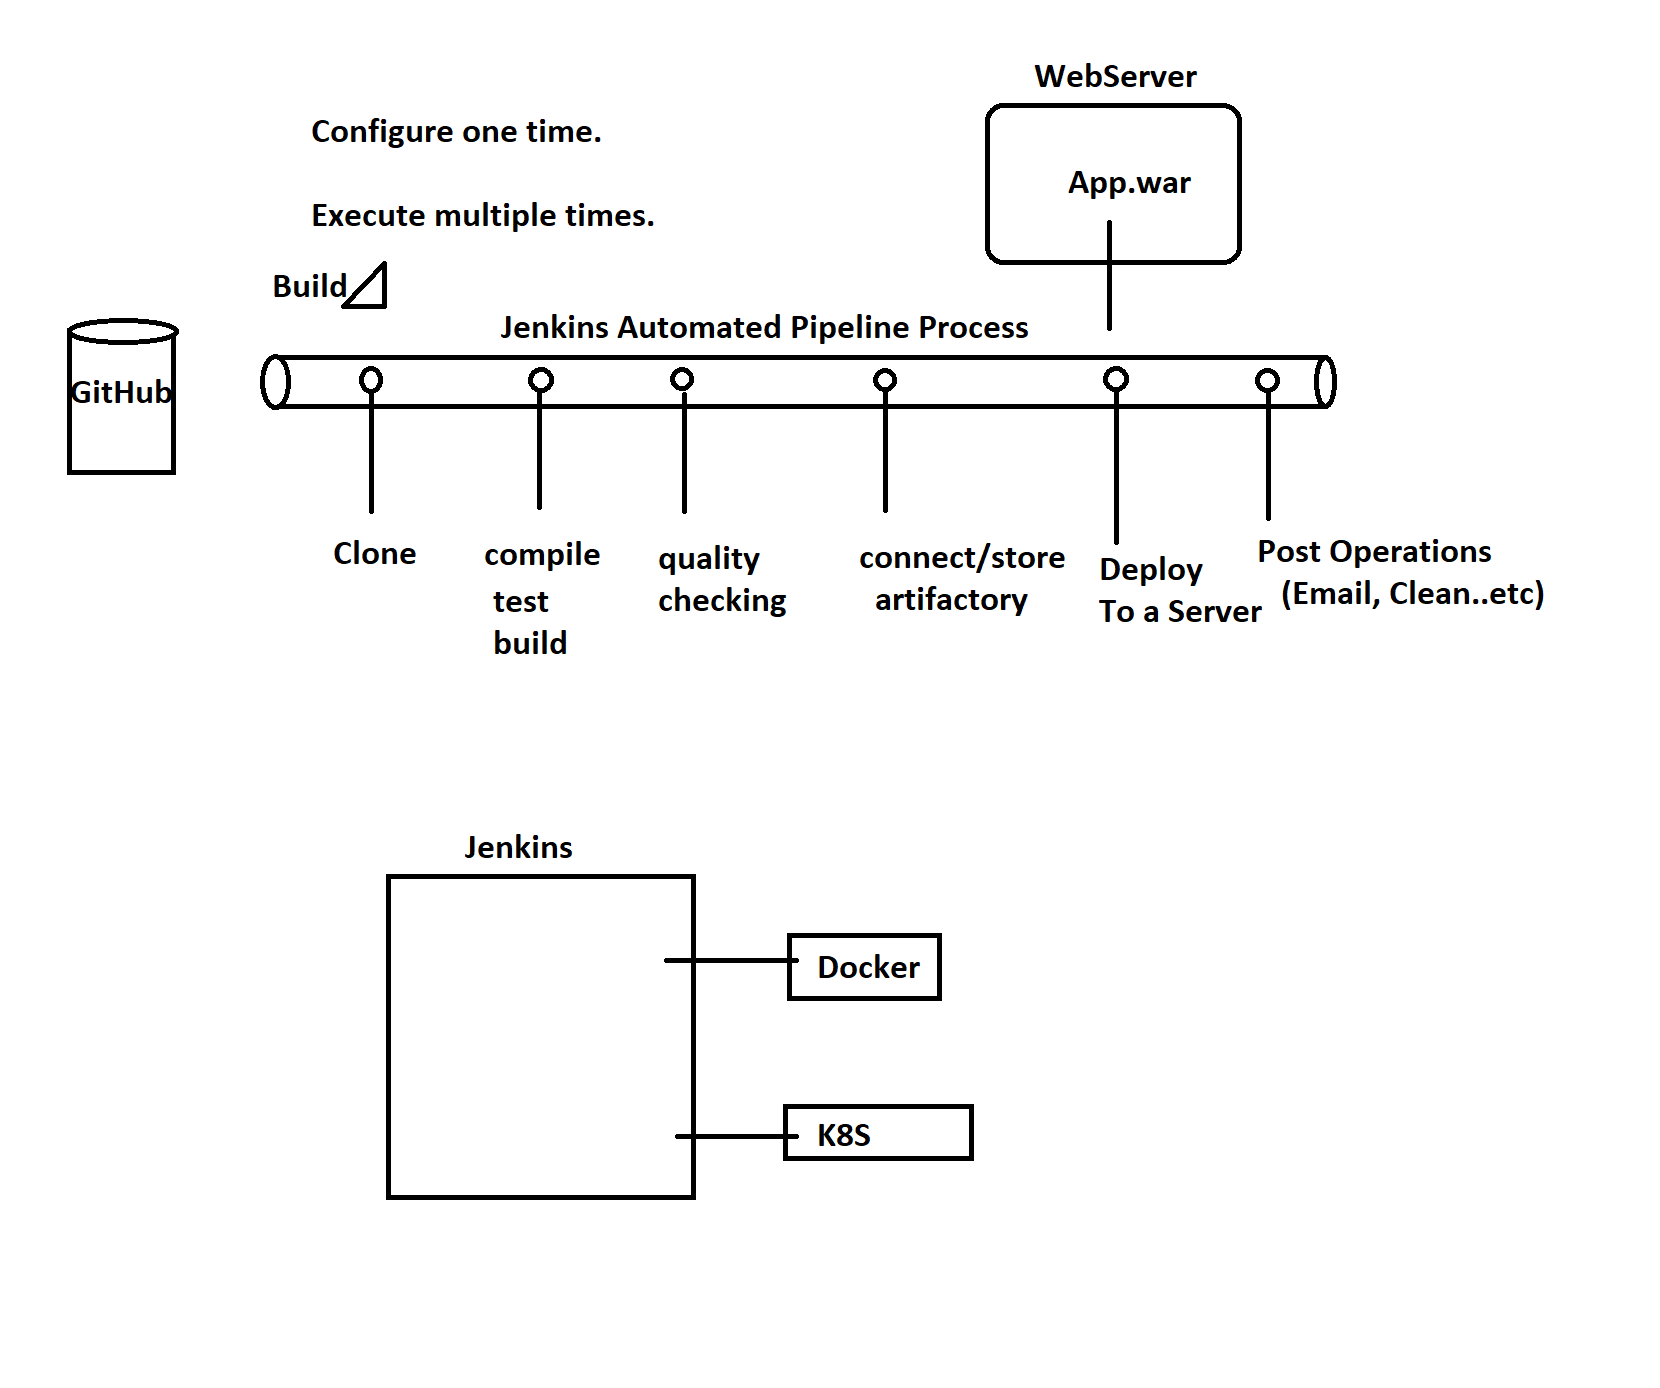 WebServer
Configure one time.
App.war
Execute multiple times.
Build
Jenkins Automated Pipeline Process
GitHub
Clone
compile
test
build
quality
checking
connect/store
artifactory
Deploy
To a Server
Post Operations
(Email, Clean..etc)
Jenkins
Docker
K8S